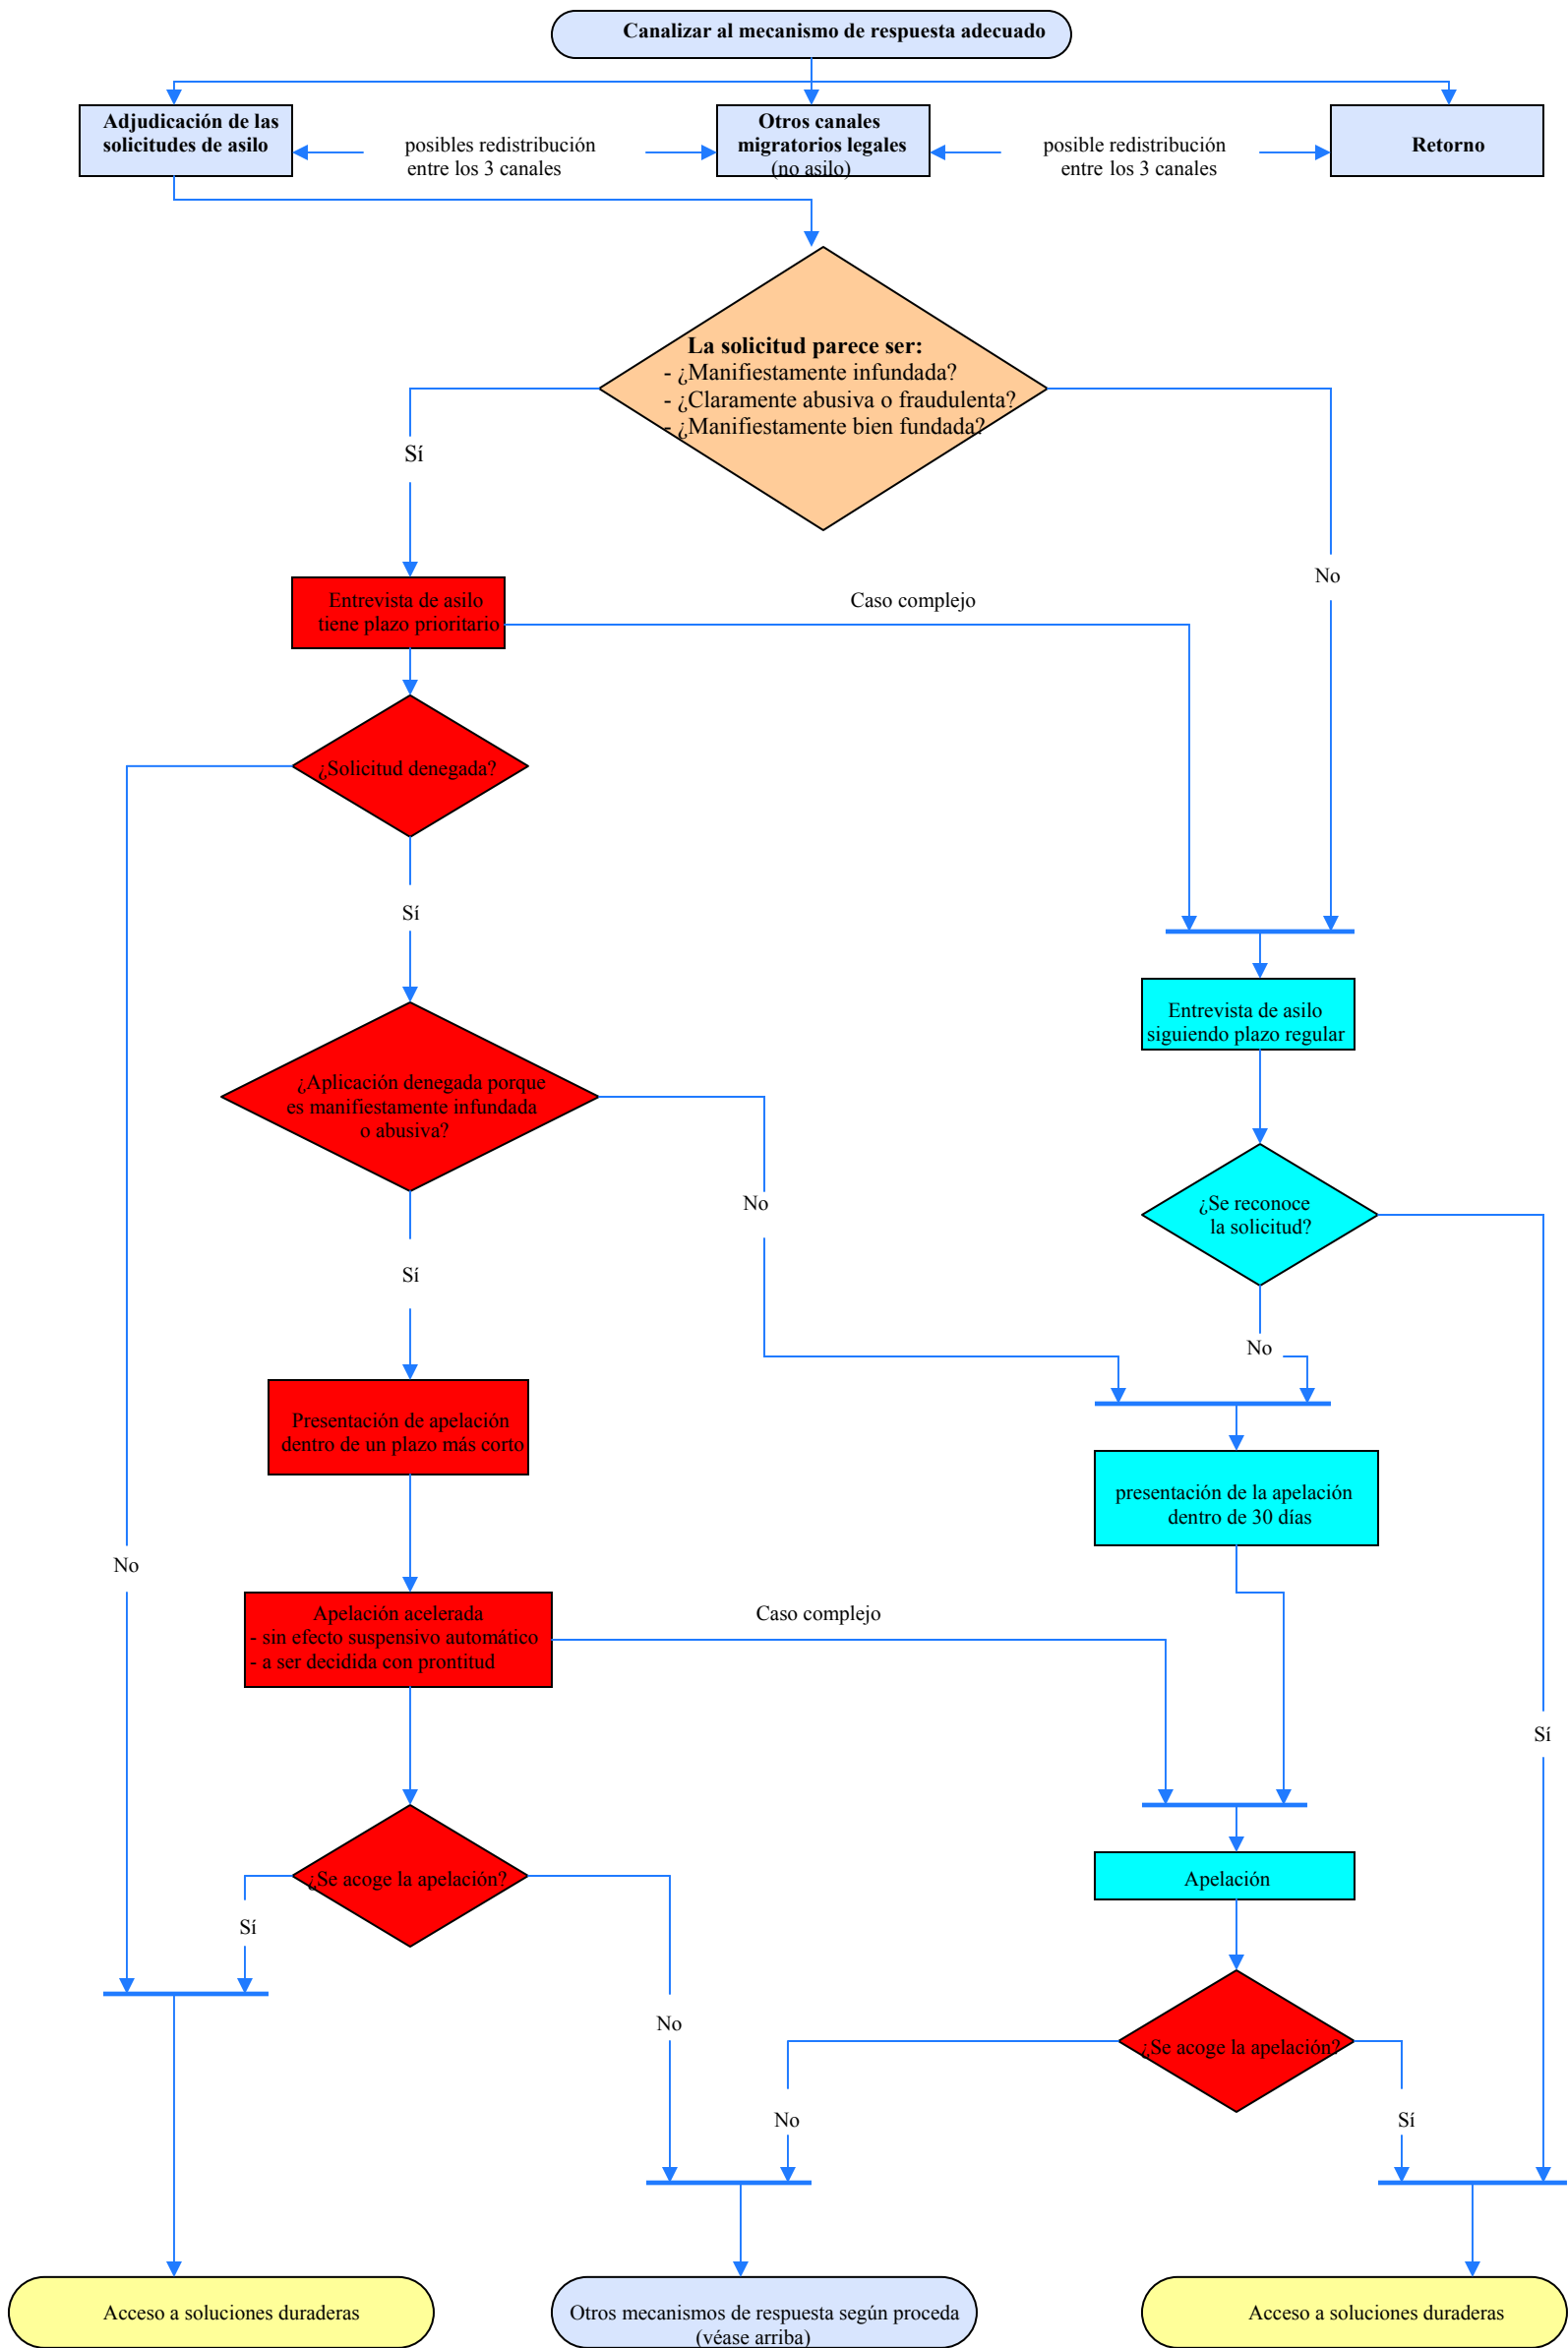 Canalizar al mecanismo de respuesta adecuado
Adjudicación de las
solicitudes de asilo
posibles redistribución
entre los 3 canales
Otros canales
migratorios legales
(no asilo)
posible redistribución
entre los 3 canales
Retorno
La solicitud parece ser:
- ¿Manifiestamente infundada?
- ¿Claramente abusiva o fraudulenta?
- ¿Manifiestamente bien fundada?
Sí
No
Entrevista de asilo
tiene plazo prioritario
Caso complejo
¿Solicitud denegada?
Sí
Entrevista de asilo
siguiendo plazo regular
¿Aplicación denegada porque
es manifiestamente infundada
o abusiva?
No
¿Se reconoce
la solicitud?
Sí
No
Presentación de apelación
dentro de un plazo más corto
presentación de la apelación
dentro de 30 días
No
Apelación acelerada
- sin efecto suspensivo automático
- a ser decidida con prontitud
Caso complejo
Sí
¿Se acoge la apelación?
Apelación
Sí
No
¿Se acoge la apelación?
No
Sí
Acceso a soluciones duraderas
Otros mecanismos de respuesta según proceda
(véase arriba)
Acceso a soluciones duraderas